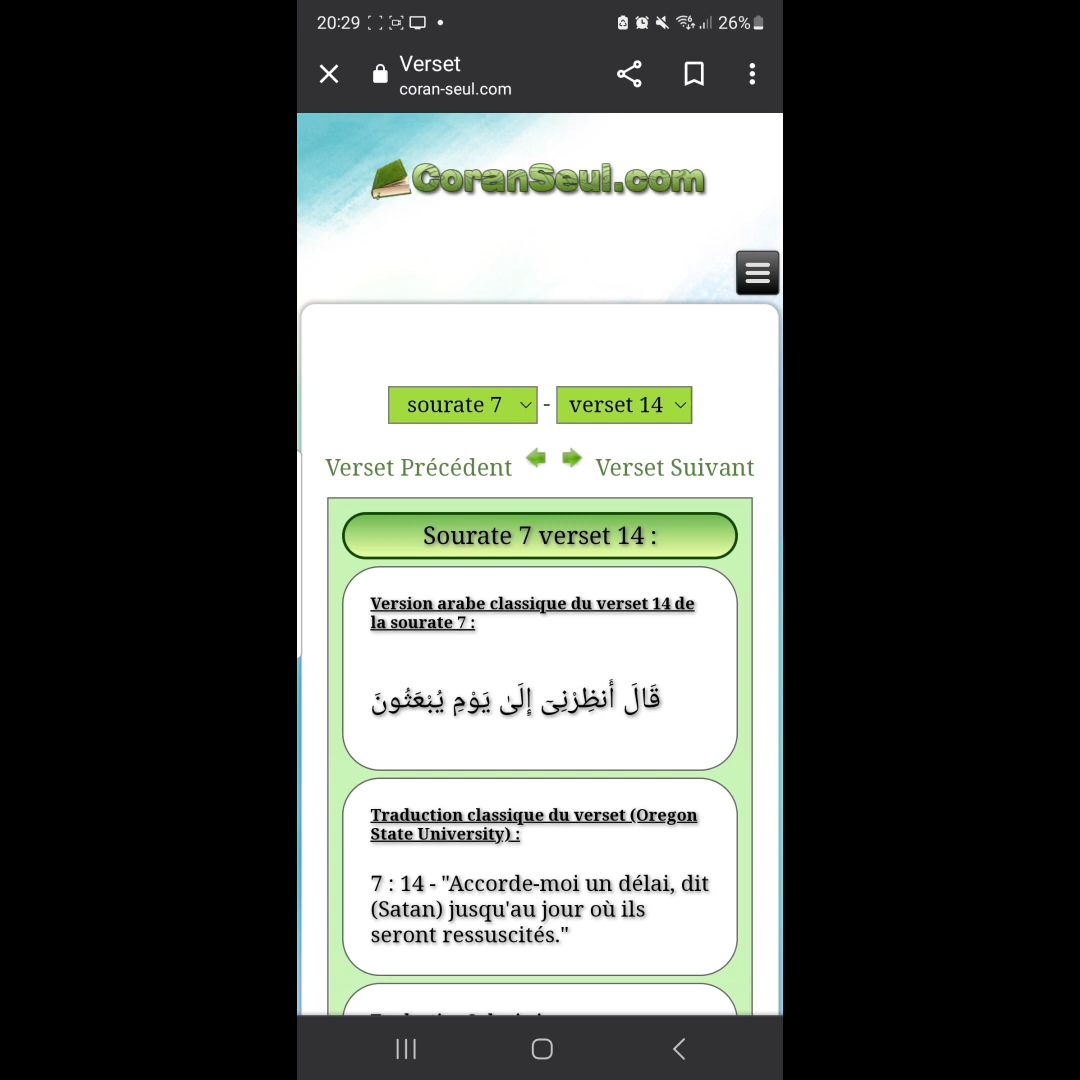 20:29
26%
Verset
coran-seul.com
CoranSeul.com
sourate 7 - verset 14
Verset Précédent Verset Suivant
Sourate 7 verset 14 :
Version arabe classique du verset 14 de
la sourate 7 :
قَالَ أَنظِرْنِىٓ إِلَىٰ يَوْمِ يُبْعَثُونَ
Traduction classique du verset (Oregon
State University) :
7 : 14 - "Accorde-moi un délai, dit
(Satan) jusqu'au jour où ils
seront ressuscités."